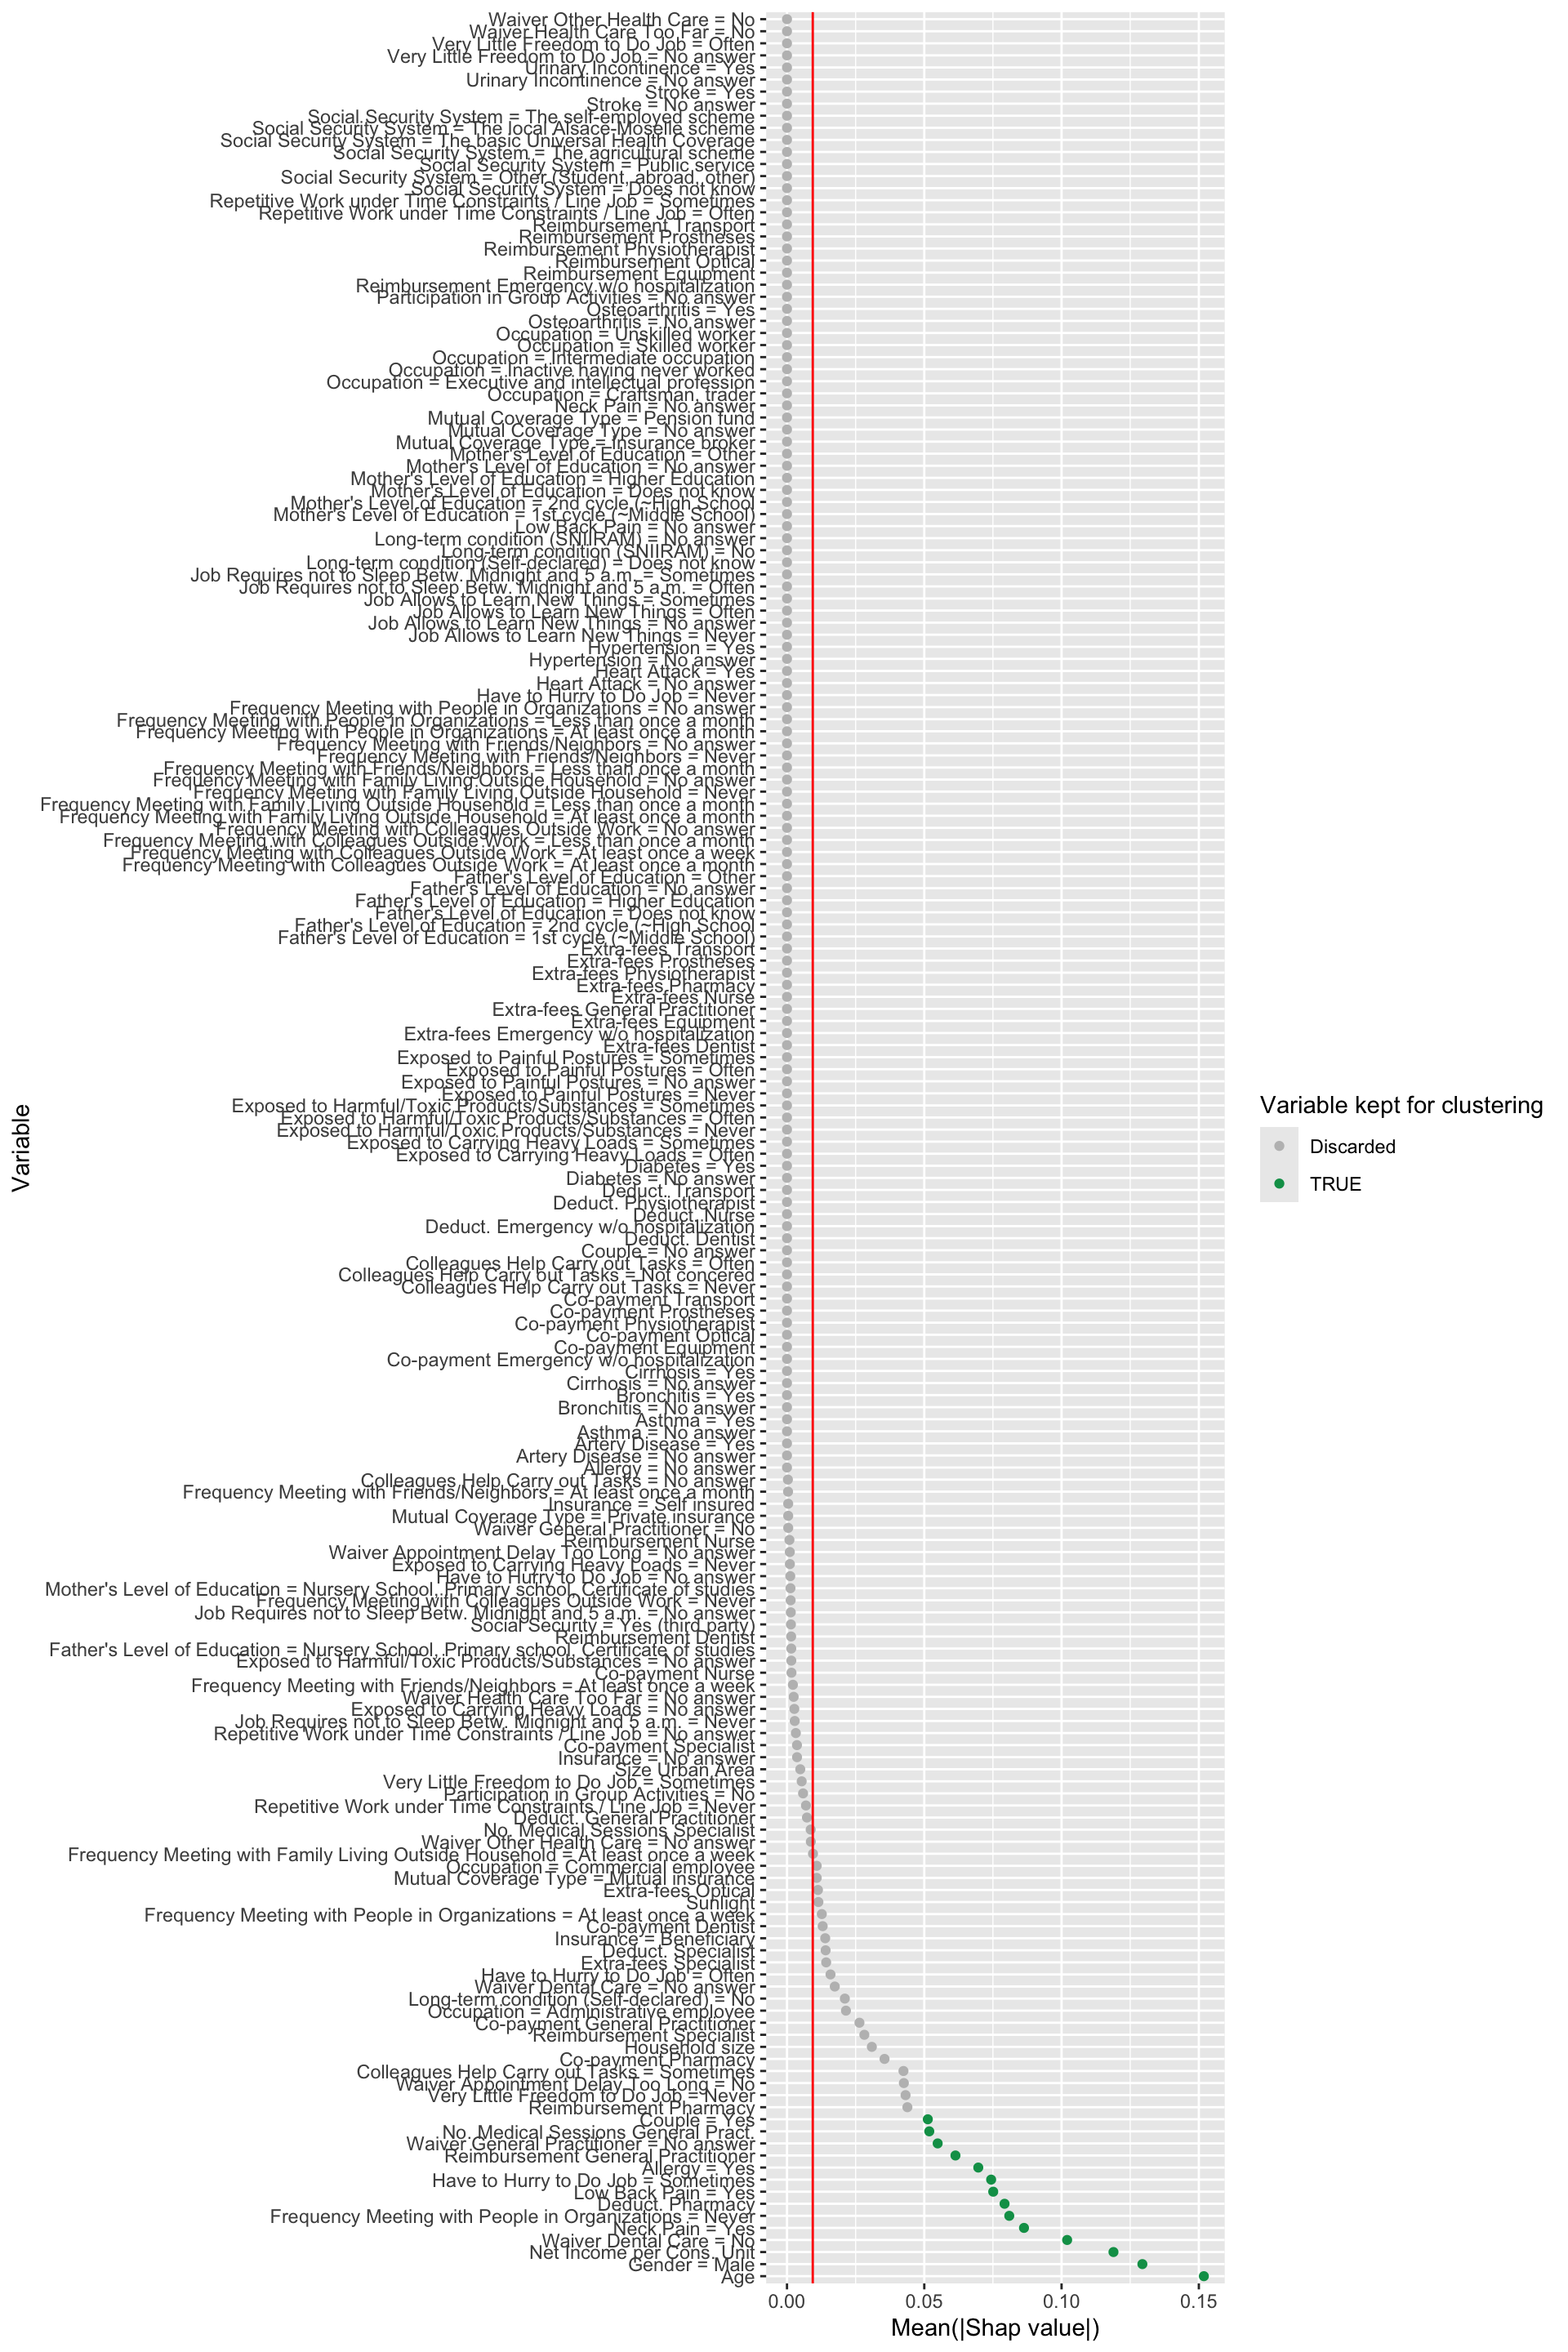 Waiver Other Health Care = No
Waiver Health Care Too Far = No
Very Little Freedom to Do Job = Often
Very Little Freedom to Do Job = No answer
Urinary Incontinence = Yes
Urinary Incontinence = No answer
Stroke = Yes
Stroke = No answer
Social Security System = The self-employed scheme
Social Security System = The local Alsace-Moselle scheme
Social Security System = The basic Universal Health Coverage
Social Security System = The agricultural scheme
Social Security System = Public service
Social Security System = Other (Student, abroad, other)
Social Security System = Does not know
Repetitive Work under Time Constraints / Line Job = Sometimes
Repetitive Work under Time Constraints / Line Job = Often
Reimbursement Transport
Reimbursement Prostheses
Reimbursement Physiotherapist
Reimbursement Optical
Reimbursement Equipment
Reimbursement Emergency w/o hospitalization
Participation in Group Activities = No answer
Osteoarthritis = Yes
Osteoarthritis = No answer
Occupation = Unskilled worker
Occupation = Skilled worker
Occupation = Intermediate occupation
Occupation = Inactive having never worked
Occupation = Executive and intellectual profession
Occupation = Craftsman, trader
Neck Pain = No answer
Mutual Coverage Type = Pension fund
Mutual Coverage Type = No answer
Mutual Coverage Type = Insurance broker
Mother's Level of Education = Other
Mother's Level of Education = No answer
Mother's Level of Education = Higher Education
Mother's Level of Education = Does not know
Mother's Level of Education = 2nd cycle (~High School
Mother's Level of Education = 1st cycle (~Middle School)
Low Back Pain = No answer
Long-term condition (SNIIRAM) = No answer
Long-term condition (SNIIRAM) = No
Long-term condition (Self-declared) = Does not know
Job Requires not to Sleep Betw. Midnight and 5 a.m. = Sometimes
Job Requires not to Sleep Betw. Midnight and 5 a.m. = Often
Job Allows to Learn New Things = Sometimes
Job Allows to Learn New Things = Often
Job Allows to Learn New Things = No answer
Job Allows to Learn New Things = Never
Hypertension = Yes
Hypertension = No answer
Heart Attack = Yes
Heart Attack = No answer
Have to Hurry to Do Job = Never
Frequency Meeting with People in Organizations = No answer
Frequency Meeting with People in Organizations = Less than once a month
Frequency Meeting with People in Organizations = At least once a month
Frequency Meeting with Friends/Neighbors = No answer
Frequency Meeting with Friends/Neighbors = Never
Frequency Meeting with Friends/Neighbors = Less than once a month
Frequency Meeting with Family Living Outside Household = No answer
Frequency Meeting with Family Living Outside Household = Never
Frequency Meeting with Family Living Outside Household = Less than once a month
Frequency Meeting with Family Living Outside Household = At least once a month
Frequency Meeting with Colleagues Outside Work = No answer
Frequency Meeting with Colleagues Outside Work = Less than once a month
Frequency Meeting with Colleagues Outside Work = At least once a week
Frequency Meeting with Colleagues Outside Work = At least once a month
Father's Level of Education = Other
Father's Level of Education = No answer
Father's Level of Education = Higher Education
Father's Level of Education = Does not know
Father's Level of Education = 2nd cycle (~High School
Father's Level of Education = 1st cycle (~Middle School)
Extra-fees Transport
Extra-fees Prostheses
Extra-fees Physiotherapist
Extra-fees Pharmacy
Extra-fees Nurse
Extra-fees General Practitioner
Extra-fees Equipment
Extra-fees Emergency w/o hospitalization
Extra-fees Dentist
Exposed to Painful Postures = Sometimes
Exposed to Painful Postures = Often
Exposed to Painful Postures = No answer
Exposed to Painful Postures = Never
Exposed to Harmful/Toxic Products/Substances = Sometimes
Exposed to Harmful/Toxic Products/Substances = Often
Exposed to Harmful/Toxic Products/Substances = Never
Exposed to Carrying Heavy Loads = Sometimes
Exposed to Carrying Heavy Loads = Often
Diabetes = Yes
Diabetes = No answer
Deduct. Transport
Deduct. Physiotherapist
Deduct. Nurse
Deduct. Emergency w/o hospitalization
Deduct. Dentist
Couple = No answer
Colleagues Help Carry out Tasks = Often
Colleagues Help Carry out Tasks = Not concered
Colleagues Help Carry out Tasks = Never
Co-payment Transport
Co-payment Prostheses
Co-payment Physiotherapist
Co-payment Optical
Co-payment Equipment
Co-payment Emergency w/o hospitalization
Cirrhosis = Yes
Cirrhosis = No answer
Bronchitis = Yes
Bronchitis = No answer
Asthma = Yes
Asthma = No answer
Artery Disease = Yes
Artery Disease = No answer
Allergy = No answer
Colleagues Help Carry out Tasks = No answer
Frequency Meeting with Friends/Neighbors = At least once a month
Insurance = Self insured
Mutual Coverage Type = Private insurance
Waiver General Practitioner = No
Reimbursement Nurse
Waiver Appointment Delay Too Long = No answer
Exposed to Carrying Heavy Loads = Never
Have to Hurry to Do Job = No answer
Mother's Level of Education = Nursery School, Primary school, Certificate of studies
Frequency Meeting with Colleagues Outside Work = Never
Job Requires not to Sleep Betw. Midnight and 5 a.m. = No answer
Social Security = Yes (third party)
Reimbursement Dentist
Father's Level of Education = Nursery School, Primary school, Certificate of studies
Exposed to Harmful/Toxic Products/Substances = No answer
Co-payment Nurse
Frequency Meeting with Friends/Neighbors = At least once a week
Waiver Health Care Too Far = No answer
Exposed to Carrying Heavy Loads = No answer
Job Requires not to Sleep Betw. Midnight and 5 a.m. = Never
Repetitive Work under Time Constraints / Line Job = No answer
Co-payment Specialist
Insurance = No answer
Size Urban Area
Very Little Freedom to Do Job = Sometimes
Participation in Group Activities = No
Repetitive Work under Time Constraints / Line Job = Never
Deduct. General Practitioner
No. Medical Sessions Specialist
Waiver Other Health Care = No answer
Frequency Meeting with Family Living Outside Household = At least once a week
Occupation = Commercial employee
Mutual Coverage Type = Mutual insurance
Extra-fees Optical
Sunlight
Frequency Meeting with People in Organizations = At least once a week
Co-payment Dentist
Insurance = Beneficiary
Deduct. Specialist
Extra-fees Specialist
Have to Hurry to Do Job = Often
Waiver Dental Care = No answer
Long-term condition (Self-declared) = No
Occupation = Administrative employee
Co-payment General Practitioner
Reimbursement Specialist
Household size
Co-payment Pharmacy
Colleagues Help Carry out Tasks = Sometimes
Waiver Appointment Delay Too Long = No
Very Little Freedom to Do Job = Never
Reimbursement Pharmacy
Couple = Yes
No. Medical Sessions General Pract.
Waiver General Practitioner = No answer
Reimbursement General Practitioner
Allergy = Yes
Have to Hurry to Do Job = Sometimes
Low Back Pain = Yes
Deduct. Pharmacy
Frequency Meeting with People in Organizations = Never
Neck Pain = Yes
Waiver Dental Care = No
Net Income per Cons. Unit
Gender = Male
Age
0.00 0.05 0.10 0.15
Mean(|Shap value|)
Variable
Variable kept for clustering
Discarded
TRUE